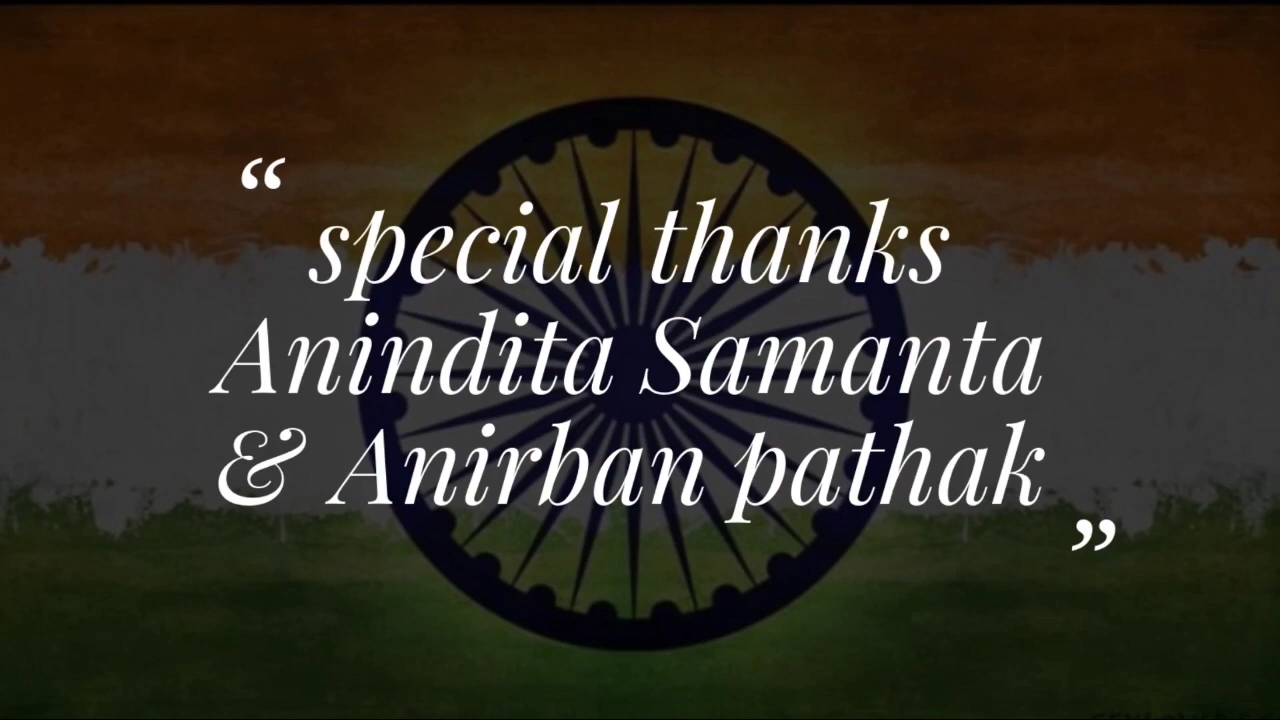 “
special thanks
Anindita Samanta
& Anirban pathak
”